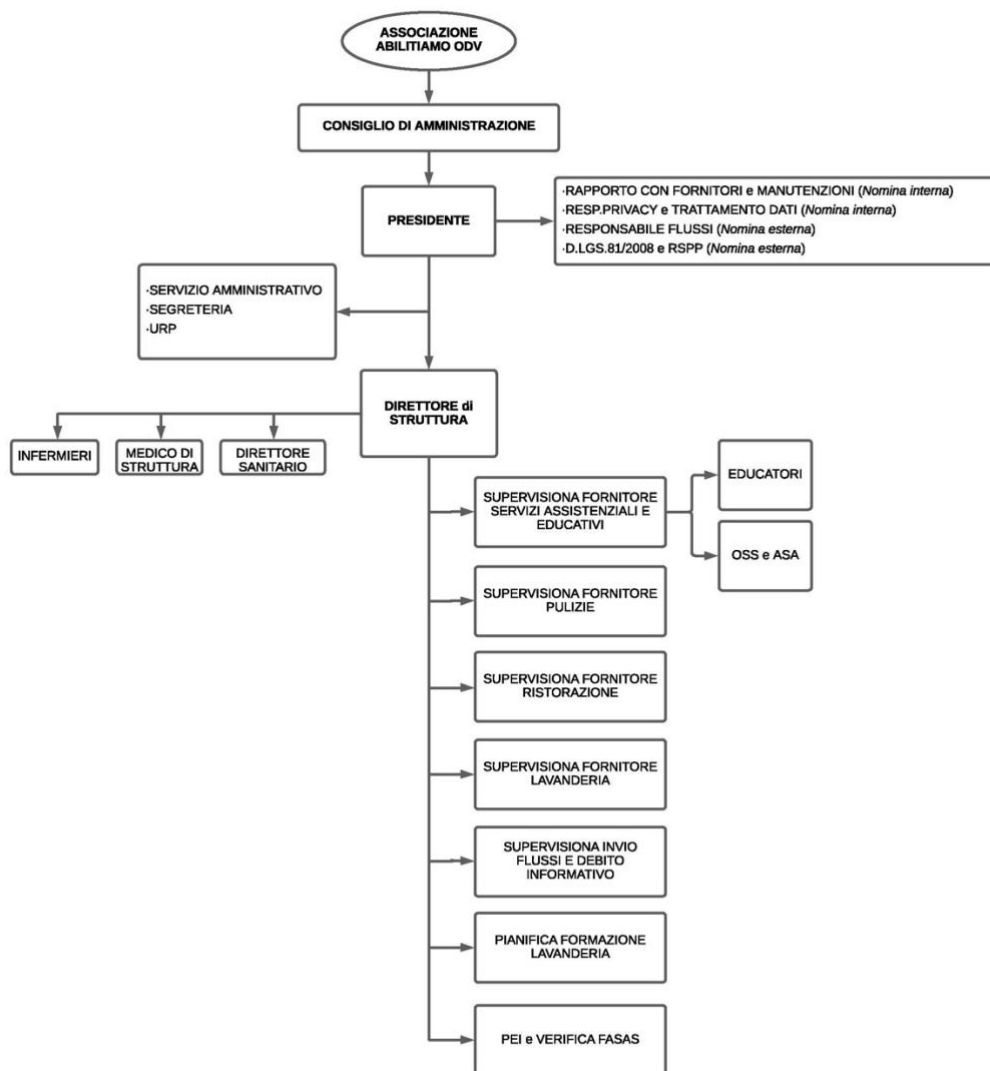 ASSOCIAZIONE
ABILITIAMO ODV
CONSIGLIO DI AMMINISTRAZIONE
PRESIDENTE
·RAPPORTO CON FORNITORI e MANUTENZIONI (Nomina interna)
·RESP.PRIVACY e TRATTAMENTO DATI (Nomina interna)
·RESPONSABILE FLUSSI (Nomina esterna)
·D.LGS.81/2008 e RSPP (Nomina esterna)
·SERVIZIO AMMINISTRATIVO
·SEGRETERIA
·URP
DIRETTORE di
STRUTTURA
INFERMIERI
MEDICO DI
STRUTTURA
DIRETTORE
SANITARIO
SUPERVISIONA FORNITORE
SERVIZI ASSISTENZIALI E
EDUCATIVI
EDUCATORI
OSS e ASA
SUPERVISIONA FORNITORE
PULIZIE
SUPERVISIONA FORNITORE
RISTORAZIONE
SUPERVISIONA FORNITORE
LAVANDERIA
SUPERVISIONA INVIO
FLUSSI E DEBITO
INFORMATIVO
PIANIFICA FORMAZIONE
LAVANDERIA
PEI e VERIFICA FASAS